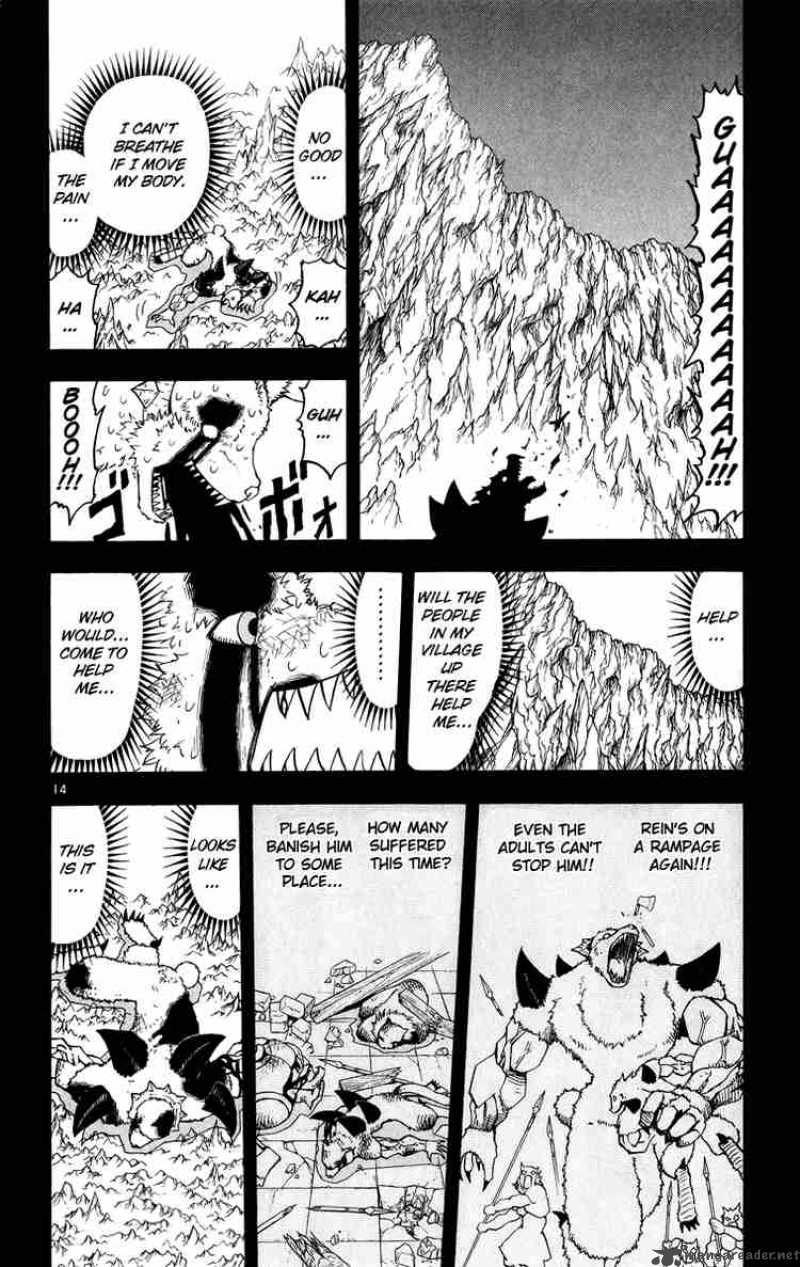 GUAAAAAAAAAAAAAH!!!
NO
GOOD
...
I CAN'T
BREATHE
IF I MOVE
MY BODY.
THE
PAIN
...
KAH
...
HA
...
GUH
...
ゴボォ
BOOOH!!!
HELP
...
WILL THE
PEOPLE
IN MY
VILLAGE
UP
THERE
HELP
ME...
........
WHO
WOULD...
COME TO
HELP
ME...
14
REIN'S ON
A RAMPAGE
AGAIN!!!
EVEN THE
ADULTS CAN'T
STOP HIM!!
HOW MANY
SUFFERED
THIS TIME?
PLEASE,
BANISH HIM
TO SOME
PLACE...
LOOKS
LIKE
...
THIS
IS IT
...
mangareader.net